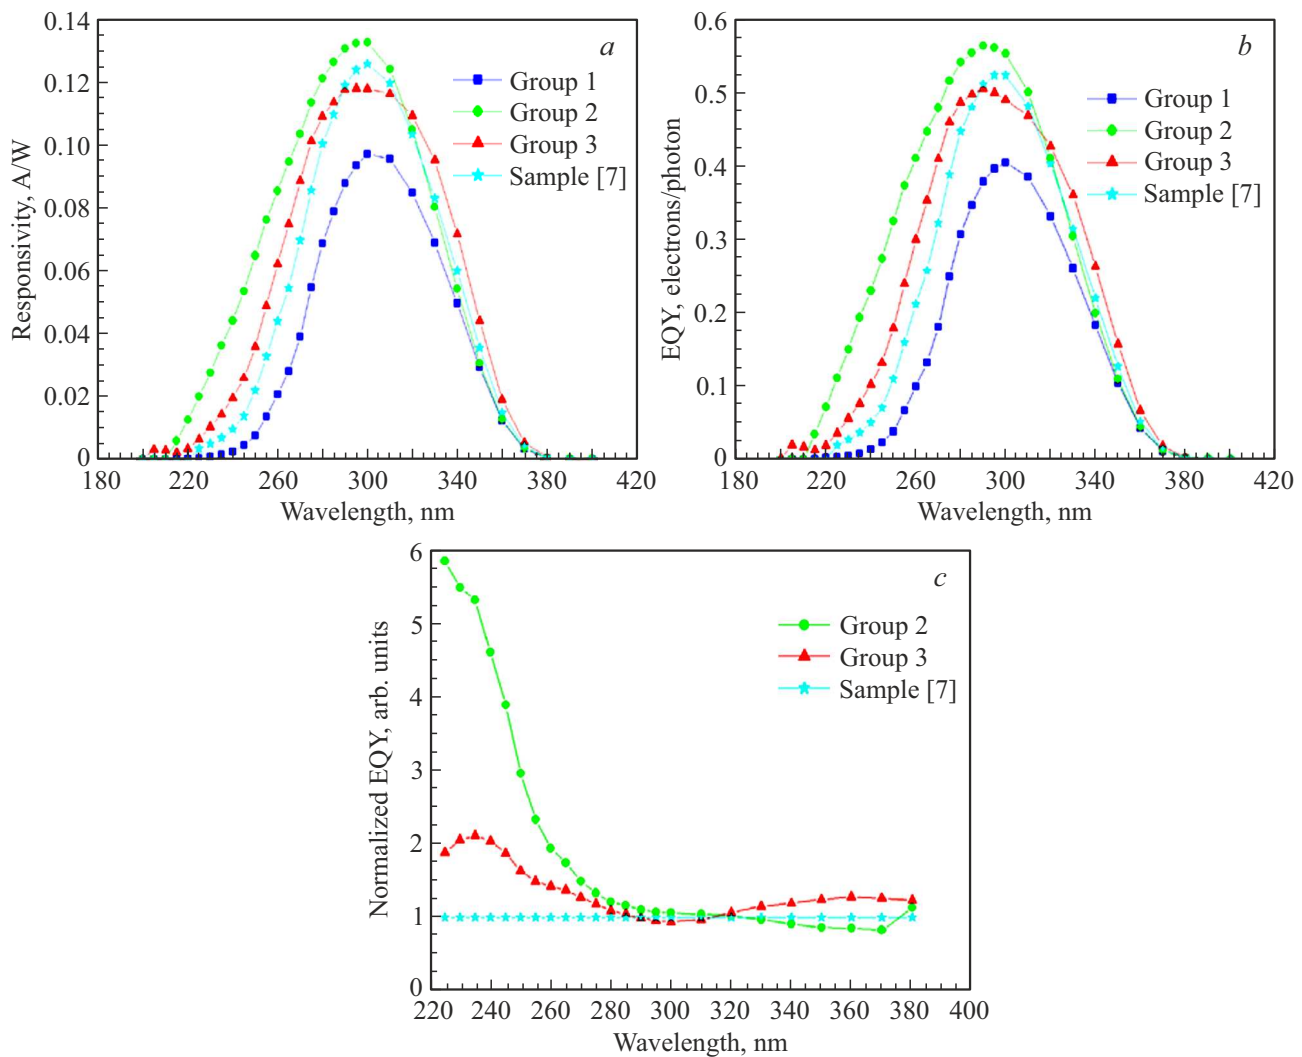 0.14
0.12
0.10
0.08
0.06
0.04
0.02
0
Responsivity, A/W
a
Group 1
Group 2
Group 3
Sample [7]
180 220 260 300 340 380 420
Wavelength, nm
0.6
0.5
0.4
0.3
0.2
0.1
0
EQY, electrons/photon
b
Group 1
Group 2
Group 3
Sample [7]
180 220 260 300 340 380 420
Wavelength, nm
6
5
4
3
2
1
0
Normalized EQY, arb. units
c
Group 2
Group 3
Sample [7]
220 240 260 280 300 320 340 360 380 400
Wavelength, nm